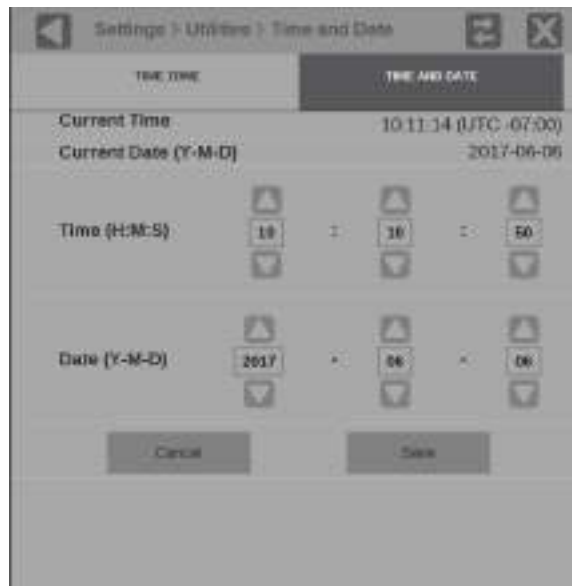 Settings > Utilities > Time and Date
TIME ZONE
TIME AND DATE
Current Time 10:11:14 (UTC -07:00)
Current Date (Y-M-D) 2017-06-06
Time (H:M:S) 10 : 10 : 50
Date (Y-M-D) 2017 - 06 - 06
Cancel Save